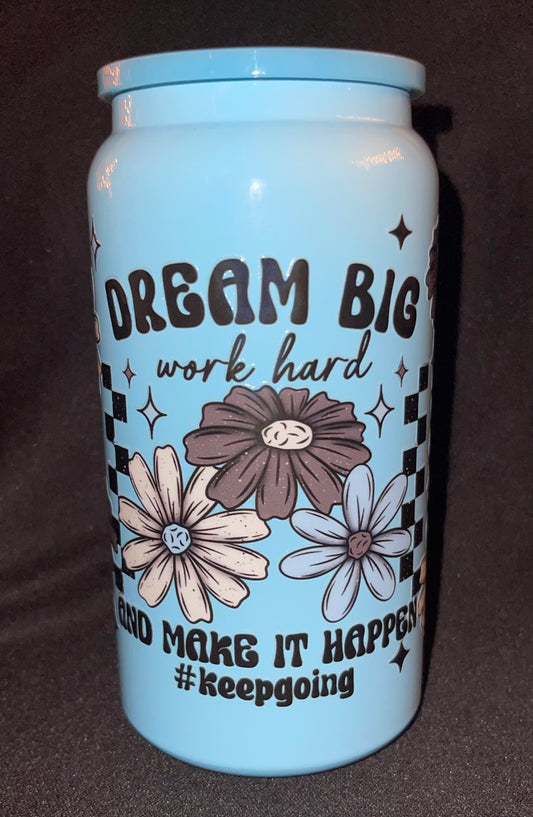 DREAM BIG
work hard
AND MAKE IT HAPPEN
#keepgoing